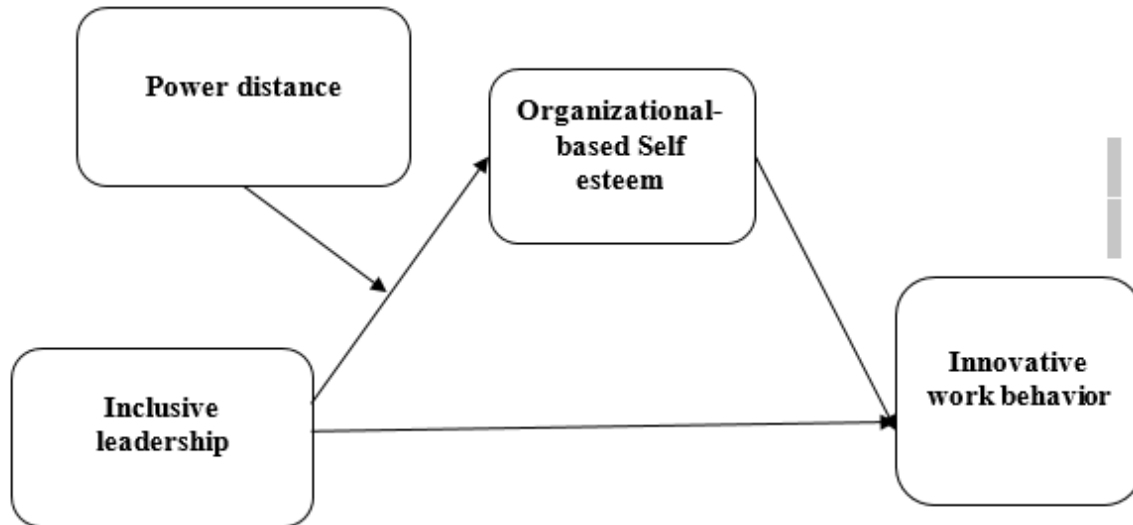 Power distance
Organizational-
based Self
esteem
Innovative
work behavior
Inclusive
leadership